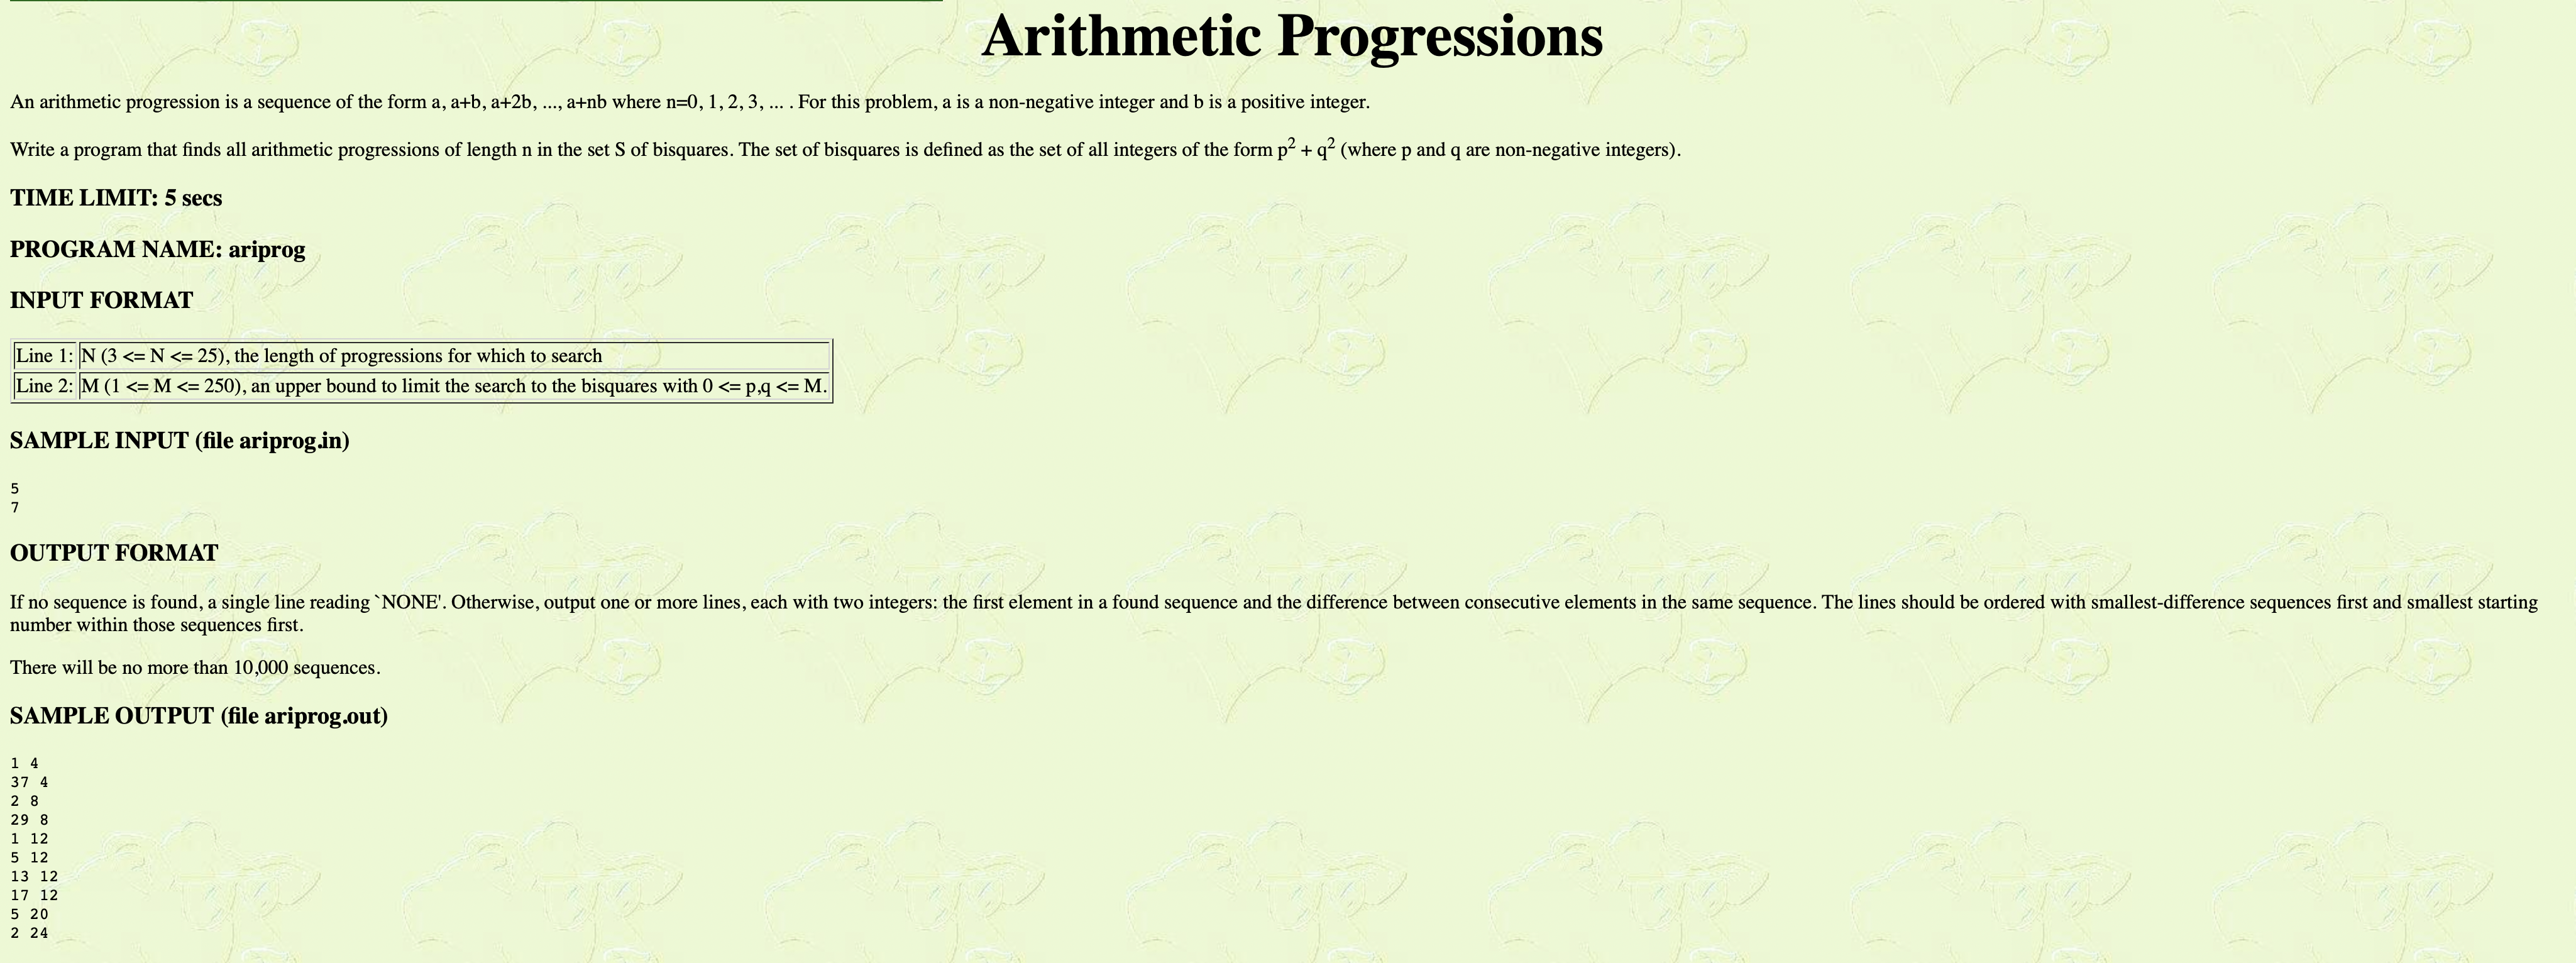 Arithmetic Progressions
An arithmetic progression is a sequence of the form a, a+b, a+2b, ..., a+nb where n=0, 1, 2, 3, ... . For this problem, a is a non-negative integer and b is a positive integer.
Write a program that finds all arithmetic progressions of length n in the set S of bisquares. The set of bisquares is defined as the set of all integers of the form p² + q² (where p and q are non-negative integers).
TIME LIMIT: 5 secs
PROGRAM NAME: ariprog
INPUT FORMAT
Line 1: N (3 <= N <= 25), the length of progressions for which to search
Line 2: M (1 <= M <= 250), an upper bound to limit the search to the bisquares with 0 <= p,q <= M.
SAMPLE INPUT (file ariprog.in)
5
7
OUTPUT FORMAT
If no sequence is found, a single line reading `NONE'. Otherwise, output one or more lines, each with two integers: the first element in a found sequence and the difference between consecutive elements in the same sequence. The lines should be ordered with smallest-difference sequences first and smallest starting
number within those sequences first.
There will be no more than 10,000 sequences.
SAMPLE OUTPUT (file ariprog.out)
1 4
37 4
2 8
29 8
1 12
5 12
13 12
17 12
5 20
2 24